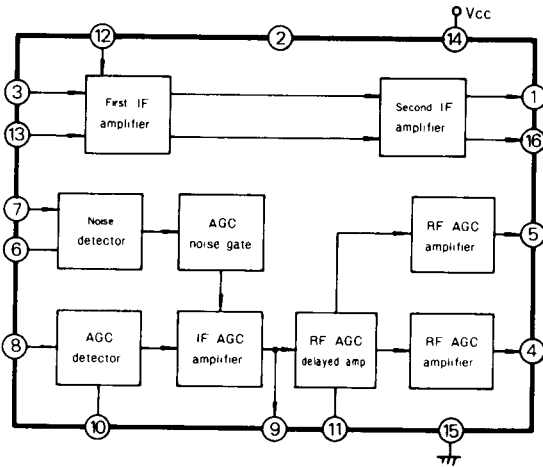 Vcc
12
2
14
3
First IF
amplifier
Second IF
amplifier
1
13
16
7
Noise
detector
AGC
noise gate
RF AGC
amplifier
5
6
8
AGC
detector
IF AGC
amplifier
RF AGC
delayed amp
RF AGC
amplifier
4
10
9
11
15